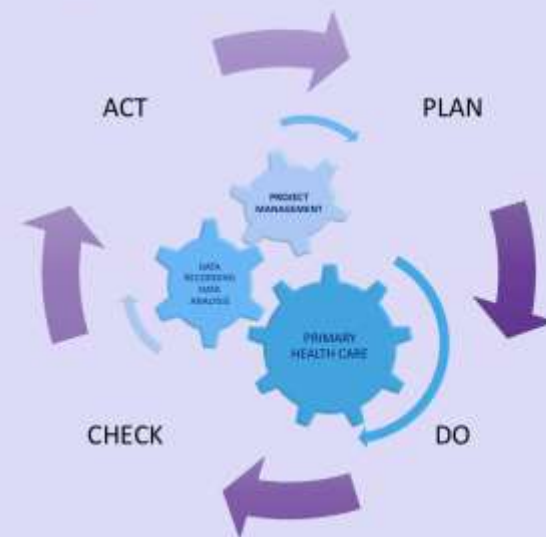 ACT
PLAN
PROJECT
MANAGEMENT
DATA
RECORDING
DATA
ANALYSIS
PRIMARY
HEALTH CARE
CHECK
DO